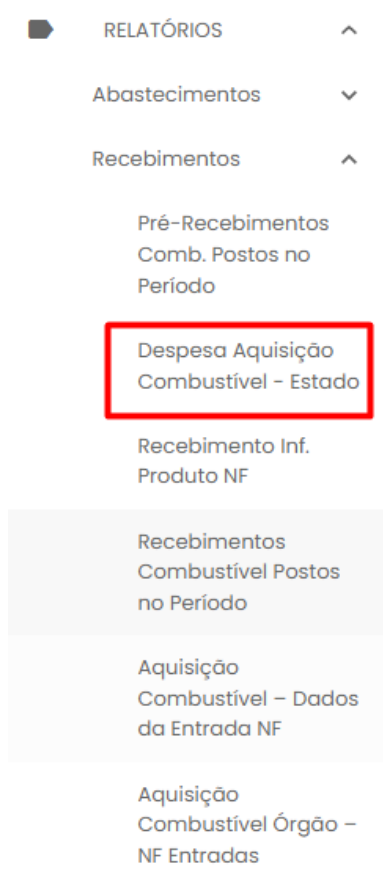 RELATÓRIOS
Abastecimentos
Recebimentos
Pré-Recebimentos
Comb. Postos no
Período
Despesa Aquisição
Combustível - Estado
Recebimento Inf.
Produto NF
Recebimentos
Combustível Postos
no Período
Aquisição
Combustível – Dados
da Entrada NF
Aquisição
Combustível Órgão –
NF Entradas